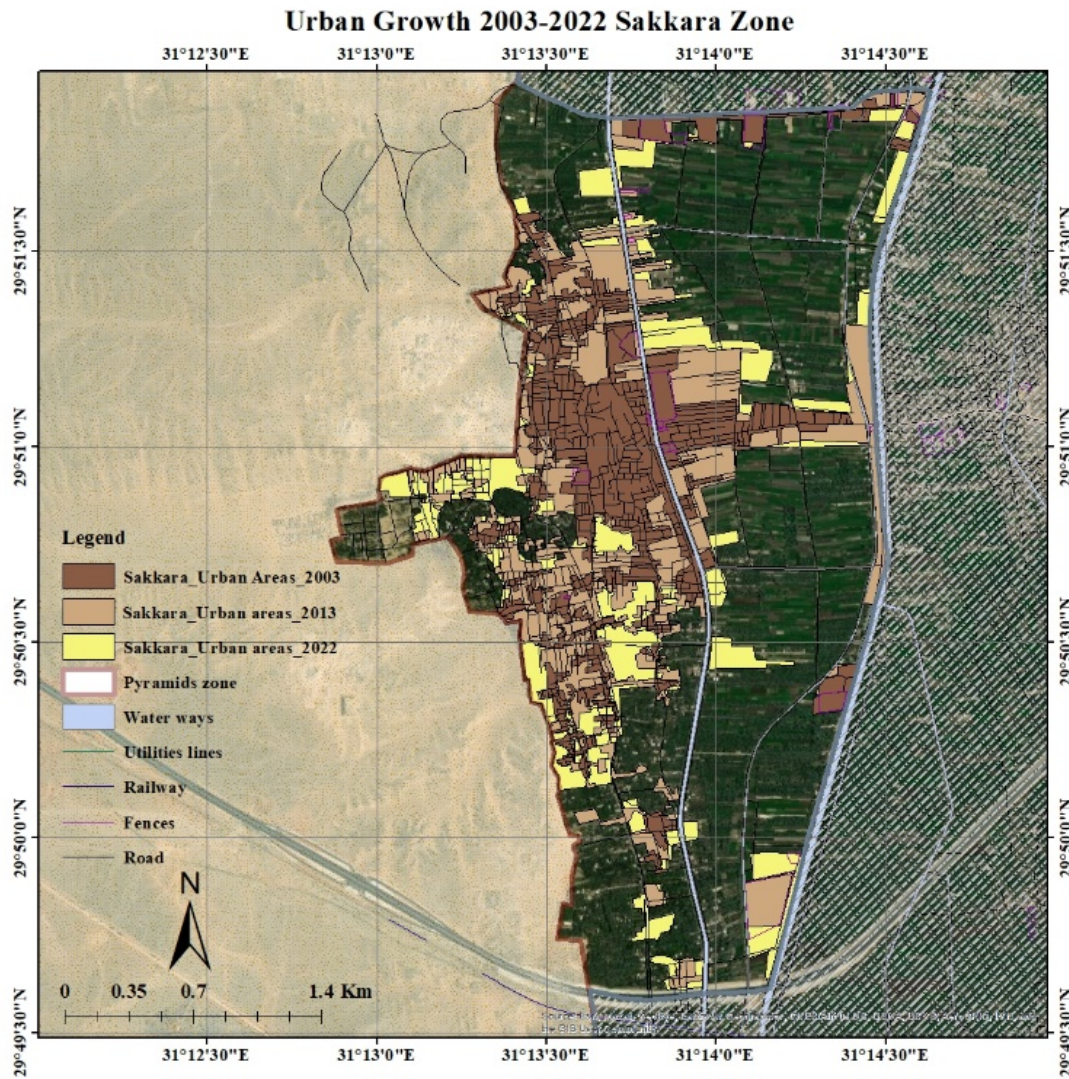 Urban Growth 2003-2022 Sakkara Zone
31°12'30"E 31°13'0"E 31°13'30"E 31°14'0"E 31°14'30"E
29°51'30"N 29°51'30"N
29°51'0"N 29°51'0"N
Legend
Sakkara_Urban Areas_2003
Sakkara_Urban areas_2013
Sakkara_Urban areas_2022
29°50'30"N 29°50'30"N
Pyramids zone
Water ways
Utilities lines
Railway
Fences
29°50'0"N 29°50'0"N
Road
N
0 0.35 0.7 1.4 Km
29°49'30"N 29°49'30"N
31°12'30"E 31°13'0"E 31°13'30"E 31°14'0"E 31°14'30"E